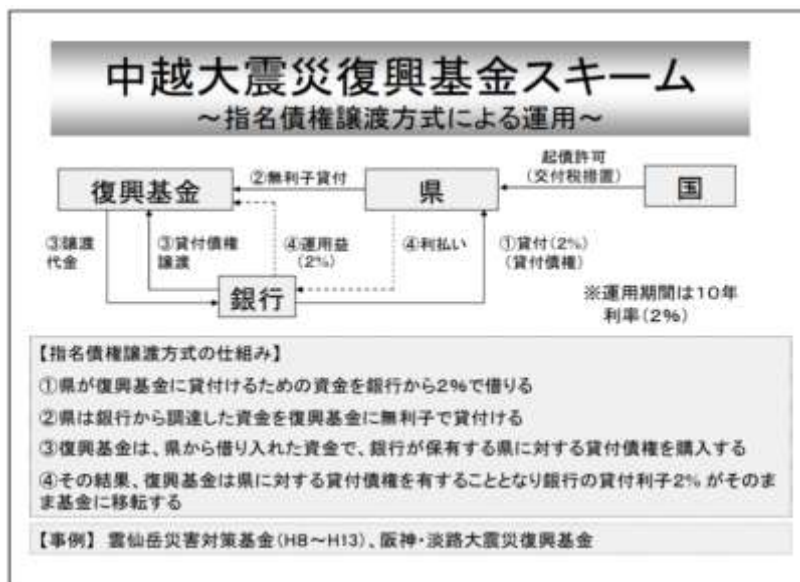 中越大震災復興基金スキーム
～指名債権譲渡方式による運用～
復興基金
②無利子貸付
県
起債許可
(交付税措置)
国
③譲渡
代金
③貸付債権
譲渡
④運用益
(2%)
④利払い
①貸付(2%)
(貸付債権)
銀行
※運用期間は10年
利率(2%)
【指名債権譲渡方式の仕組み】
①県が復興基金に貸付けるための資金を銀行から2%で借りる
②県は銀行から調達した資金を復興基金に無利子で貸付ける
③復興基金は、県から借り入れた資金で、銀行が保有する県に対する貸付債権を購入する
④その結果、復興基金は県に対する貸付債権を有することとなり銀行の貸付利子2% がそのま
ま基金に移転する
【事例】 雲仙岳災害対策基金(H8～H13)、阪神・淡路大震災復興基金